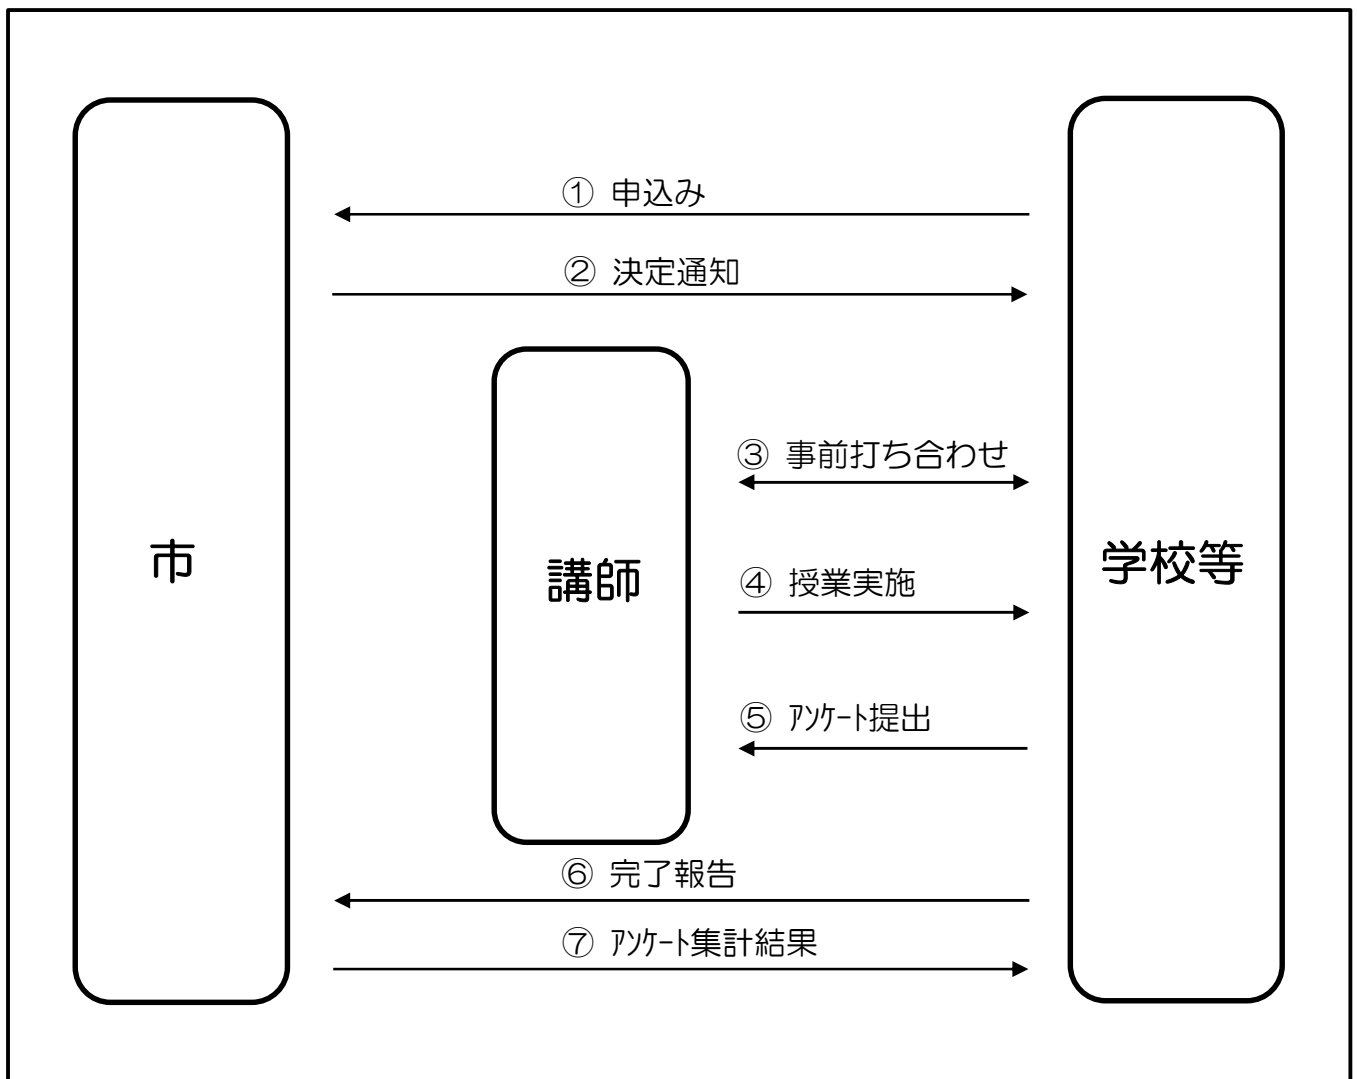 ① 申込み
② 決定通知
③ 事前打ち合わせ
市
講師
学校等
④ 授業実施
⑤ ｱﾝｹｰﾄ提出
⑥ 完了報告
⑦ ｱﾝｹｰﾄ集計結果